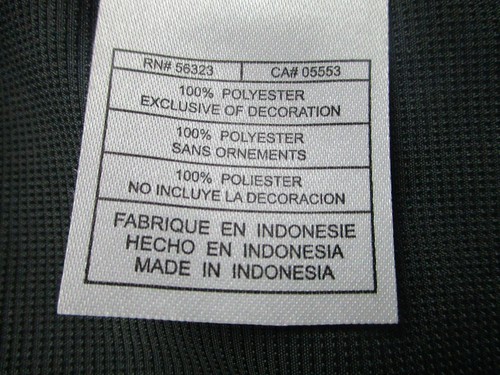 RN# 56323 CA# 05553
100% POLYESTER
EXCLUSIVE OF DECORATION
100% POLYESTER
SANS ORNEMENTS
100% POLIESTER
NO INCLUYE LA DECORACION
FABRIQUE EN INDONESIE
HECHO EN INDONESIA
MADE IN INDONESIA